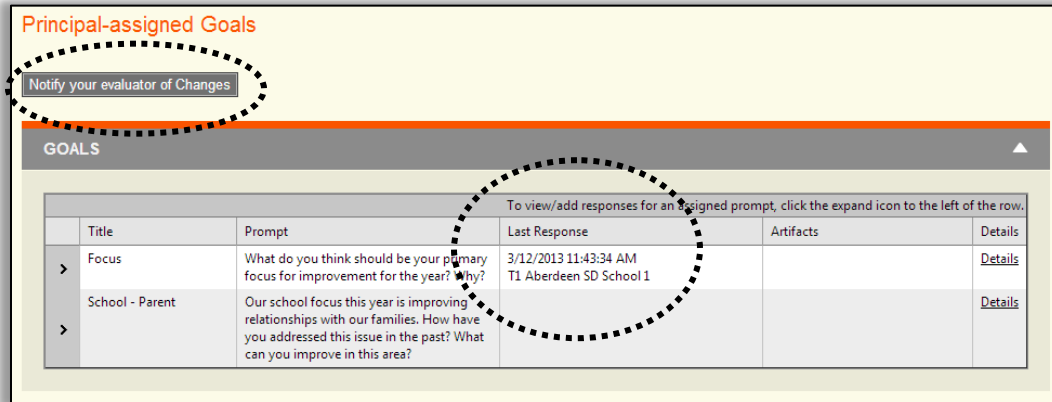 Principal-assigned Goals
Notify your evaluator of Changes
GOALS
To view/add responses for an assigned prompt, click the expand icon to the left of the row.
Title Prompt Last Response Artifacts Details
Focus What do you think should be your primary 3/12/2013 11:43:34 AM Details
focus for improvement for the year? Why? T1 Aberdeen SD School 1
School - Parent Our school focus this year is improving Details
relationships with our families. How have
you addressed this issue in the past? What
can you improve in this area?